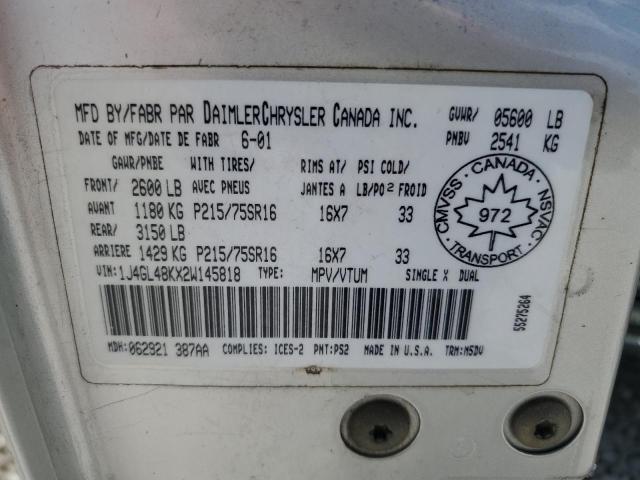 MFD BY/FABR PAR DAIMLERCHRYSLER CANADA INC. GVWR/ 05600 LB
DATE OF MFG/DATE DE FABR 6-01 PNBV 2541 KG
GAWR/PNBE WITH TIRES/ RIMS AT/ PSI COLD/
FRONT/ 2600 LB AVEC PNEUS JANTES A LB/PO² FROID
AVANT 1180 KG P215/75SR16 16X7 33
REAR/ 3150 LB
ARRIERE 1429 KG P215/75SR16 16X7 33
VIN: 1J4GL48KX2W145818 TYPE: MPV/VTUM SINGLE X DUAL
CMVSS - CANADA - NSVAC
972
TRANSPORT
55275264
MDH: 062921 387AA COMPLIES: ICES-2 PNT: PS2 MADE IN U.S.A. TRM: M5DV